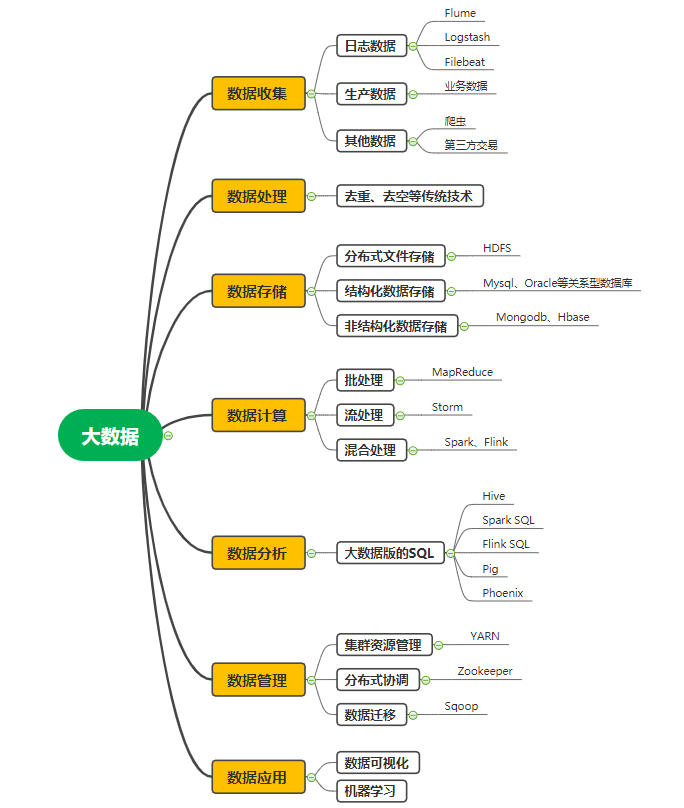 大数据
数据收集
日志数据
Flume
Logstash
Filebeat
生产数据
业务数据
其他数据
爬虫
第三方交易
数据处理
去重、去空等传统技术
数据存储
分布式文件存储
HDFS
结构化数据存储
Mysql、Oracle等关系型数据库
非结构化数据存储
Mongodb、Hbase
数据计算
批处理
MapReduce
流处理
Storm
混合处理
Spark、Flink
数据分析
大数据版的SQL
Hive
Spark SQL
Flink SQL
Pig
Phoenix
数据管理
集群资源管理
YARN
分布式协调
Zookeeper
数据迁移
Sqoop
数据应用
数据可视化
机器学习